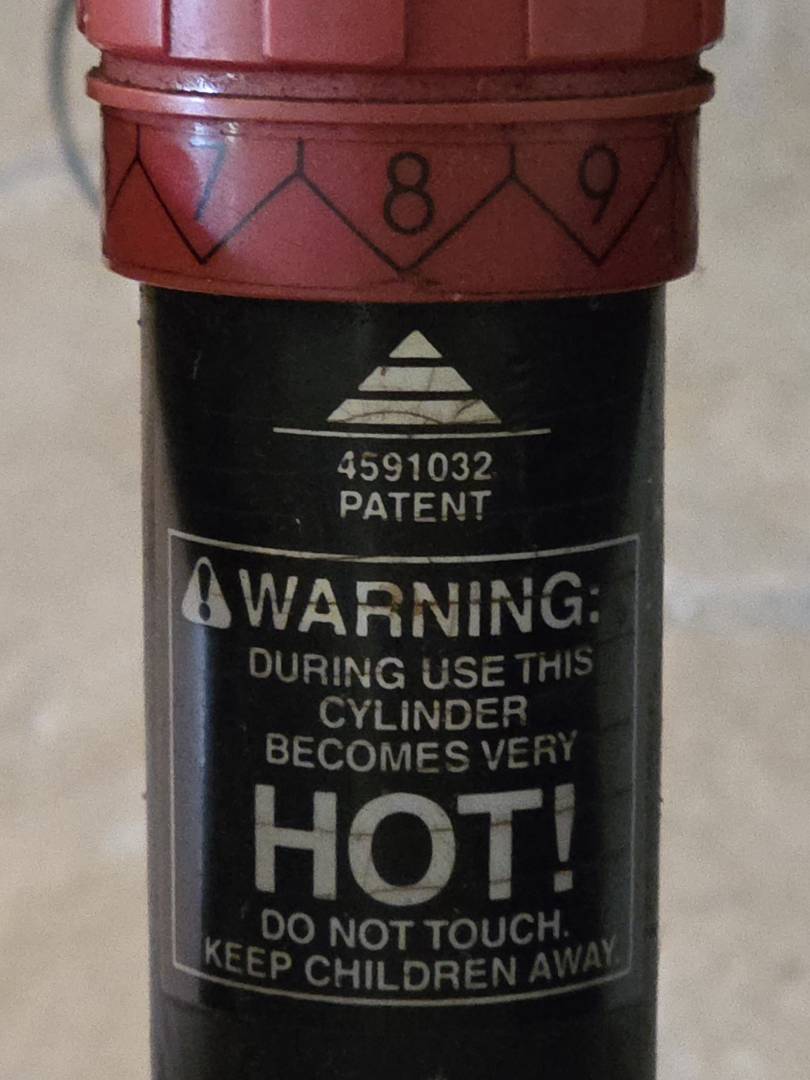 7 8 9
4591032
PATENT
WARNING:
DURING USE THIS
CYLINDER
BECOMES VERY
HOT!
DO NOT TOUCH.
KEEP CHILDREN AWAY.